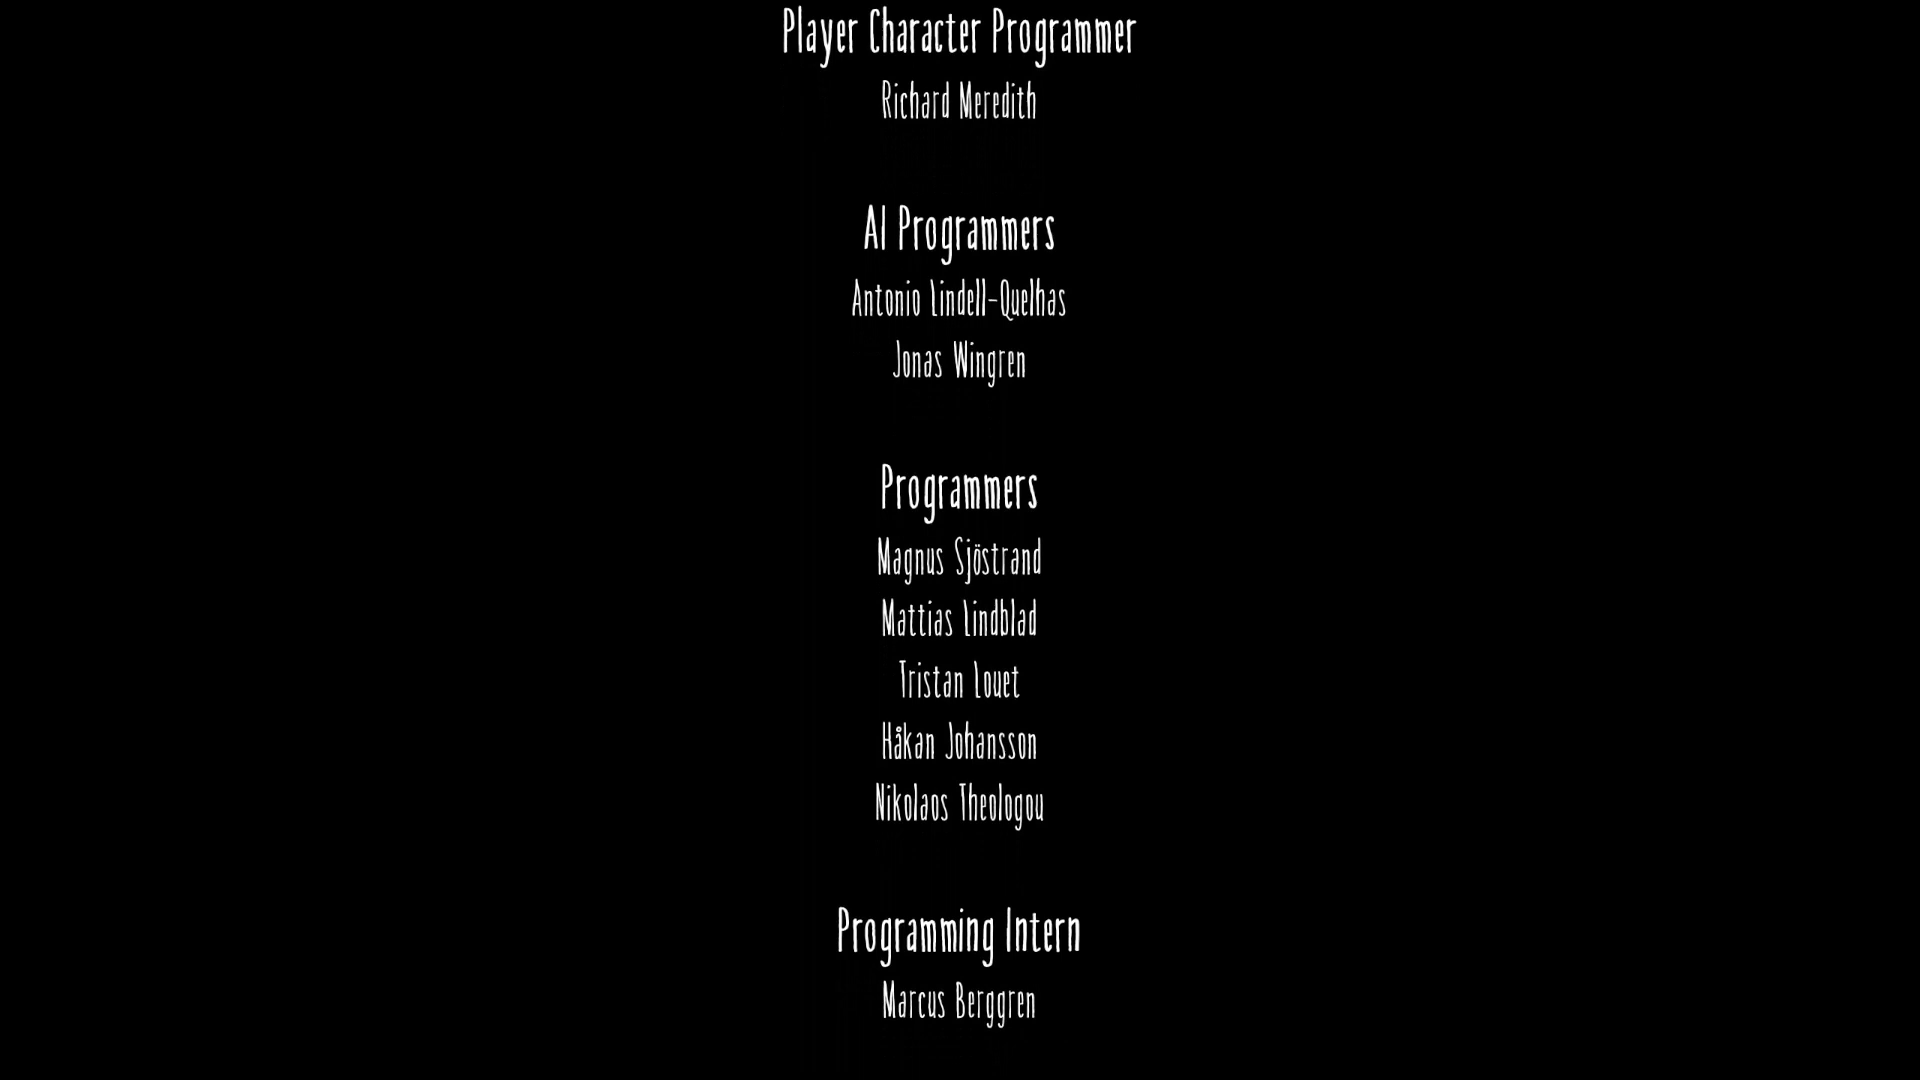 Player Character Programmer
Richard Meredith
AI Programmers
Antonio Lindell-Quelhas
Jonas Wingren
Programmers
Magnus Sjöstrand
Mattias Lindblad
Tristan Louet
Håkan Johansson
Nikolaos Theologou
Programming Intern
Marcus Berggren